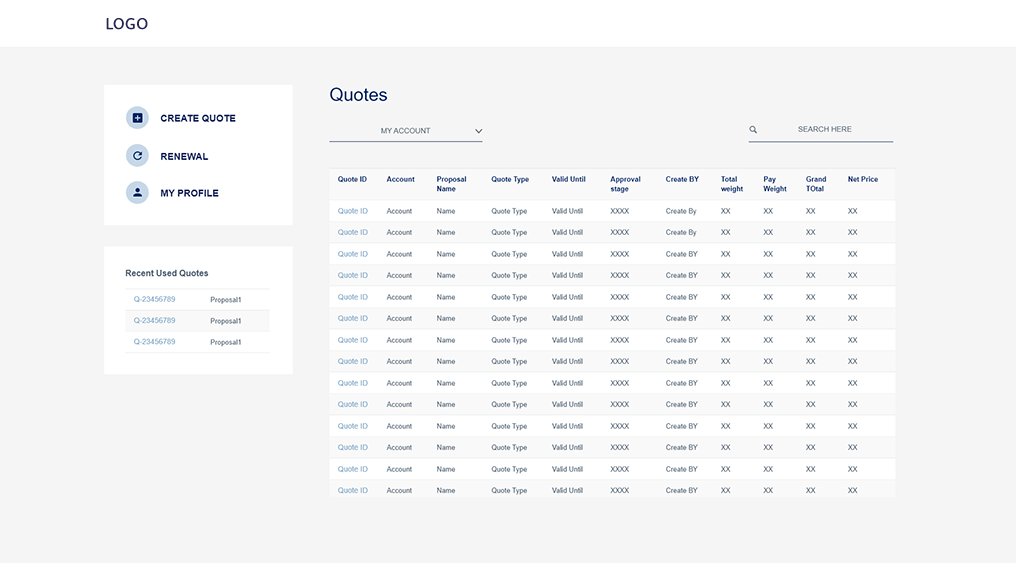 LOGO
CREATE QUOTE
RENEWAL
MY PROFILE
Recent Used Quotes
Q-23456789 Proposal1
Q-23456789 Proposal1
Q-23456789 Proposal1
Quotes
MY ACCOUNT
SEARCH HERE
Quote ID Account Proposal Name Quote Type Valid Until Approval stage Create BY Total weight Pay Weight Grand TOtal Net Price
Quote ID Account Name Quote Type Valid Until XXXX Create By XX XX XX XX
Quote ID Account Name Quote Type Valid Until XXXX Create By XX XX XX XX
Quote ID Account Name Quote Type Valid Until XXXX Create BY XX XX XX XX
Quote ID Account Name Quote Type Valid Until XXXX Create BY XX XX XX XX
Quote ID Account Name Quote Type Valid Until XXXX Create BY XX XX XX XX
Quote ID Account Name Quote Type Valid Until XXXX Create BY XX XX XX XX
Quote ID Account Name Quote Type Valid Until XXXX Create BY XX XX XX XX
Quote ID Account Name Quote Type Valid Until XXXX Create BY XX XX XX XX
Quote ID Account Name Quote Type Valid Until XXXX Create BY XX XX XX XX
Quote ID Account Name Quote Type Valid Until XXXX Create BY XX XX XX XX
Quote ID Account Name Quote Type Valid Until XXXX Create BY XX XX XX XX
Quote ID Account Name Quote Type Valid Until XXXX Create BY XX XX XX XX
Quote ID Account Name Quote Type Valid Until XXXX Create BY XX XX XX XX
Quote ID Account Name Quote Type Valid Until XXXX Create BY XX XX XX XX